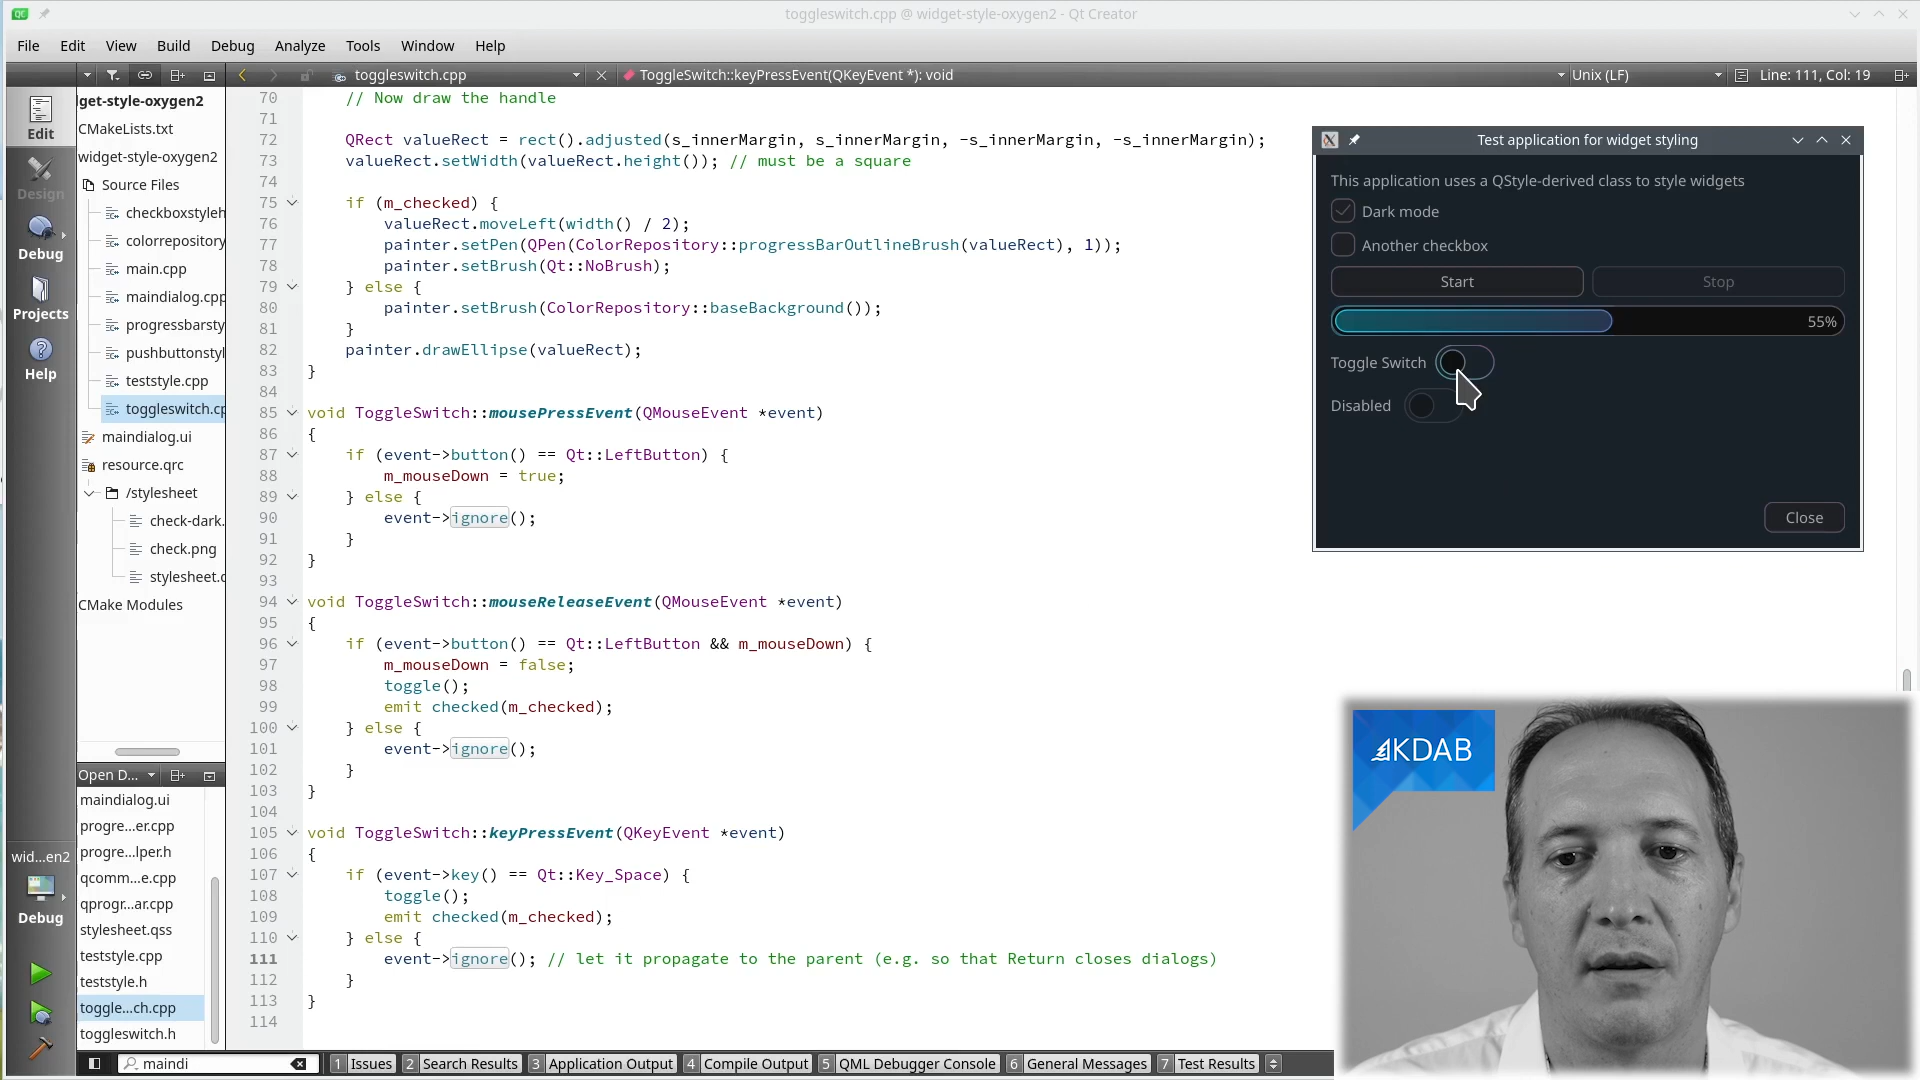 toggleswitch.cpp @ widget-style-oxygen2 - Qt Creator
File Edit View Build Debug Analyze Tools Window Help
toggleswitch.cpp
ToggleSwitch::keyPressEvent(QKeyEvent *): void
Unix (LF)
Line: 111, Col: 19
Edit
Design
Debug
Projects
Help
wid...en2
Debug
lget-style-oxygen2
CMakeLists.txt
widget-style-oxygen2
Source Files
checkboxstyleh
colorrepository
main.cpp
maindialog.cpp
progressbarsty
pushbuttonstyl
teststyle.cpp
toggleswitch.cp
maindialog.ui
resource.qrc
/stylesheet
check-dark.
check.png
stylesheet.c
CMake Modules
Open D...
maindialog.ui
progre...er.cpp
progre...lper.h
qcomm...e.cpp
qprogr...ar.cpp
stylesheet.qss
teststyle.cpp
teststyle.h
toggle...ch.cpp
toggleswitch.h
70 // Now draw the handle
71
72 QRect valueRect = rect().adjusted(s_innerMargin, s_innerMargin, -s_innerMargin, -s_innerMargin);
73 valueRect.setWidth(valueRect.height()); // must be a square
74
75 if (m_checked) {
76 valueRect.moveLeft(width() / 2);
77 painter.setPen(QPen(ColorRepository::progressBarOutlineBrush(valueRect), 1));
78 painter.setBrush(Qt::NoBrush);
79 } else {
80 painter.setBrush(ColorRepository::baseBackground());
81 }
82 painter.drawEllipse(valueRect);
83 }
84
85 void ToggleSwitch::mousePressEvent(QMouseEvent *event)
86 {
87 if (event->button() == Qt::LeftButton) {
88 m_mouseDown = true;
89 } else {
90 event->ignore();
91 }
92 }
93
94 void ToggleSwitch::mouseReleaseEvent(QMouseEvent *event)
95 {
96 if (event->button() == Qt::LeftButton && m_mouseDown) {
97 m_mouseDown = false;
98 toggle();
99 emit checked(m_checked);
100 } else {
101 event->ignore();
102 }
103 }
104
105 void ToggleSwitch::keyPressEvent(QKeyEvent *event)
106 {
107 if (event->key() == Qt::Key_Space) {
108 toggle();
109 emit checked(m_checked);
110 } else {
111 event->ignore(); // let it propagate to the parent (e.g. so that Return closes dialogs)
112 }
113 }
114
Test application for widget styling
This application uses a QStyle-derived class to style widgets
Dark mode
Another checkbox
Start Stop
55%
Toggle Switch
Disabled
Close
KDAB
maindi
1 Issues 2 Search Results 3 Application Output 4 Compile Output 5 QML Debugger Console 6 General Messages 7 Test Results